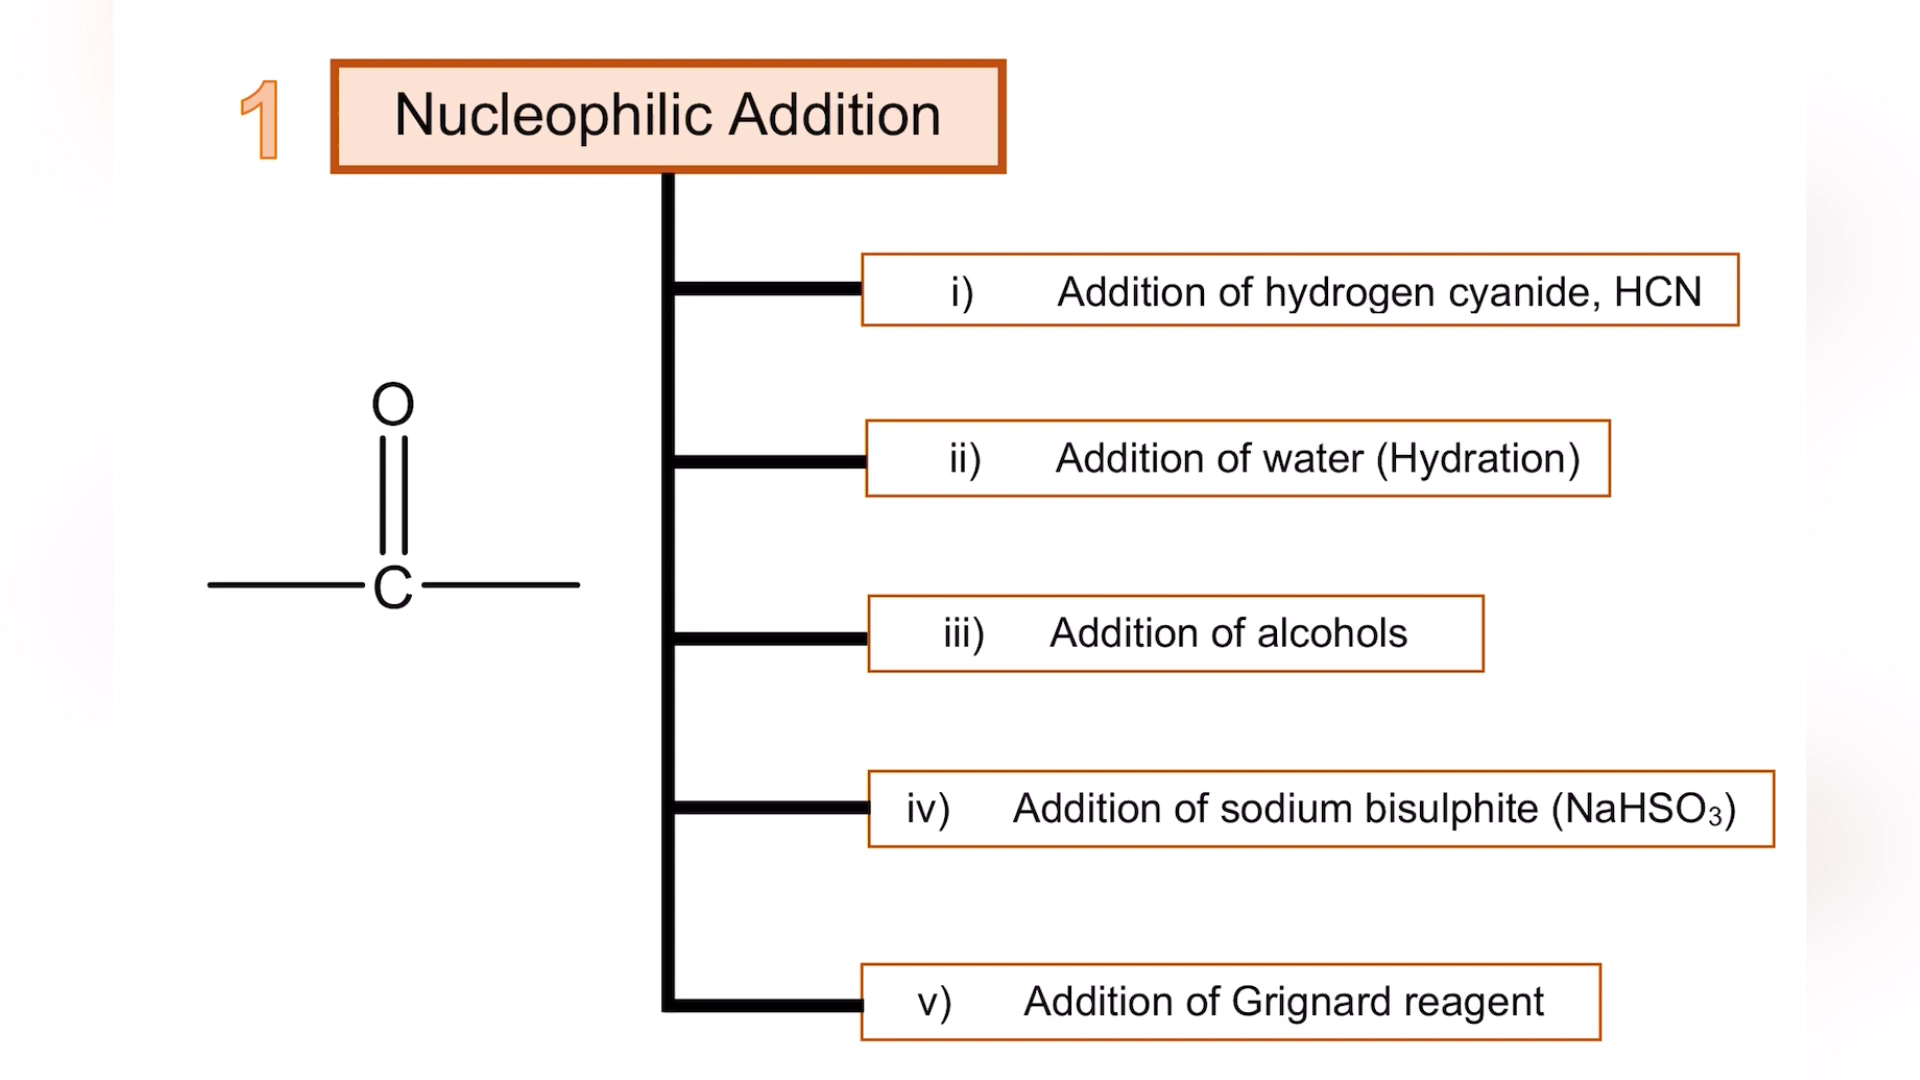 1
Nucleophilic Addition
i) Addition of hydrogen cyanide, HCN
ii) Addition of water (Hydration)
O
C
iii) Addition of alcohols
iv) Addition of sodium bisulphite (NaHSO₃)
v) Addition of Grignard reagent